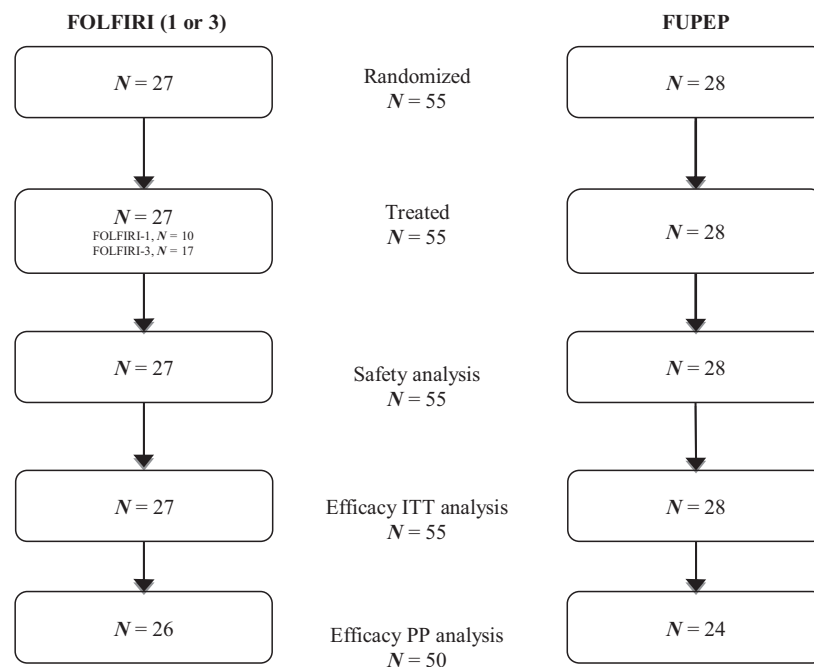 FOLFIRI (1 or 3)
FUPEP
N = 27
Randomized
N = 55
N = 28
N = 27
FOLFIRI-1, N = 10
FOLFIRI-3, N = 17
Treated
N = 55
N = 28
N = 27
Safety analysis
N = 55
N = 28
N = 27
Efficacy ITT analysis
N = 55
N = 28
N = 26
Efficacy PP analysis
N = 50
N = 24